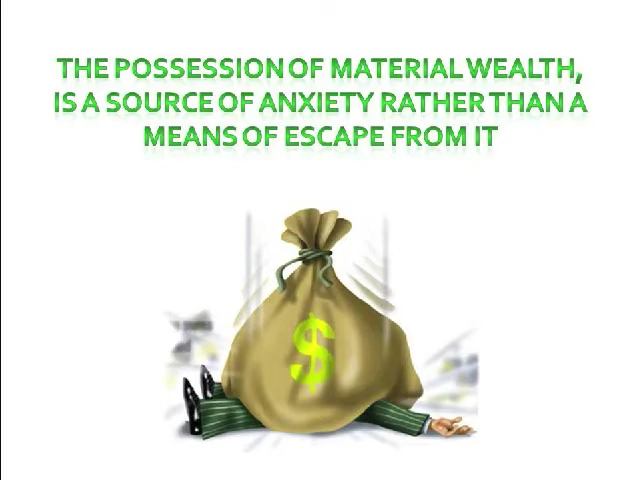 THE POSSESSION OF MATERIAL WEALTH,
IS A SOURCE OF ANXIETY RATHER THAN A
MEANS OF ESCAPE FROM IT
$